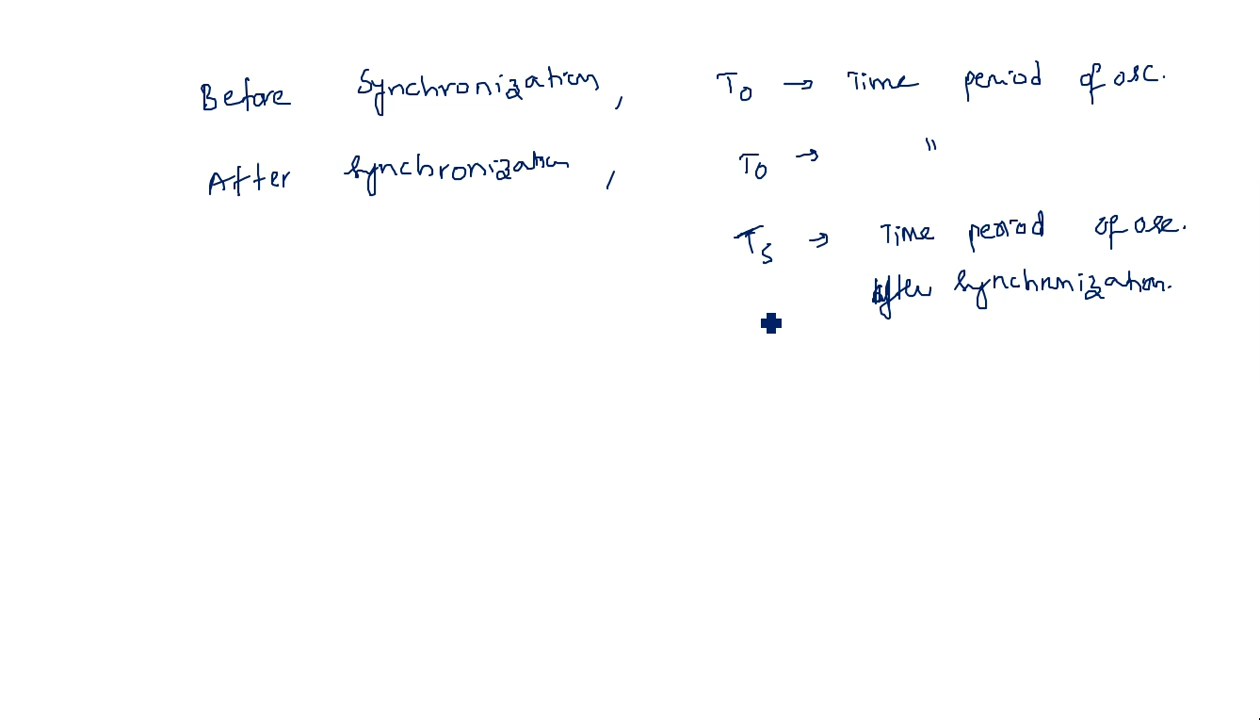 Before Synchronization, T0 → Time period of osc.
After Synchronization, T0 → "
Ts → Time period of osc.
after synchronization.